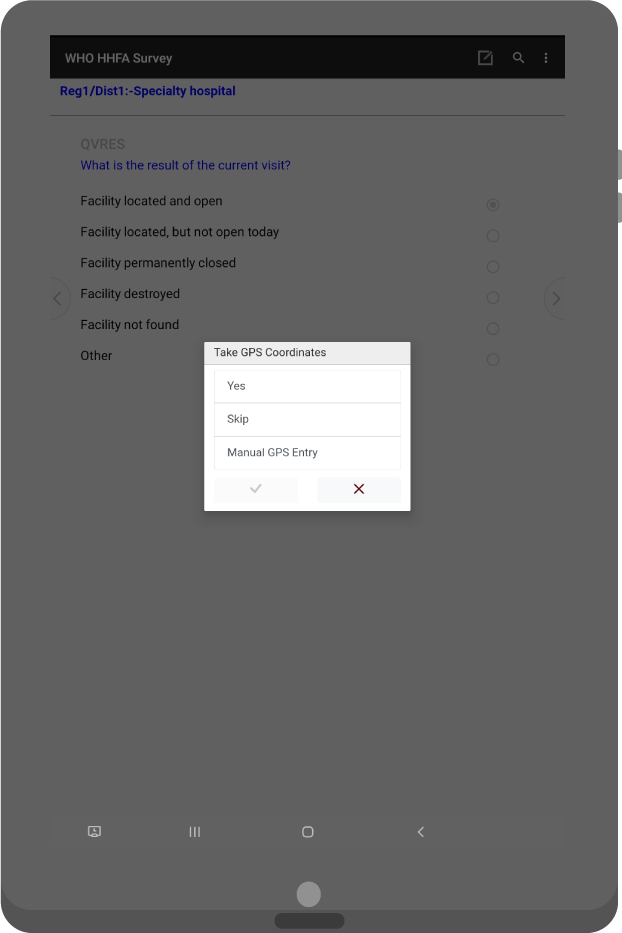 WHO HHFA Survey
Reg1/Dist1:-Specialty hospital
QVRES
What is the result of the current visit?
Facility located and open
Facility located, but not open today
Facility permanently closed
Facility destroyed
Facility not found
Other
Take GPS Coordinates
Yes
Skip
Manual GPS Entry